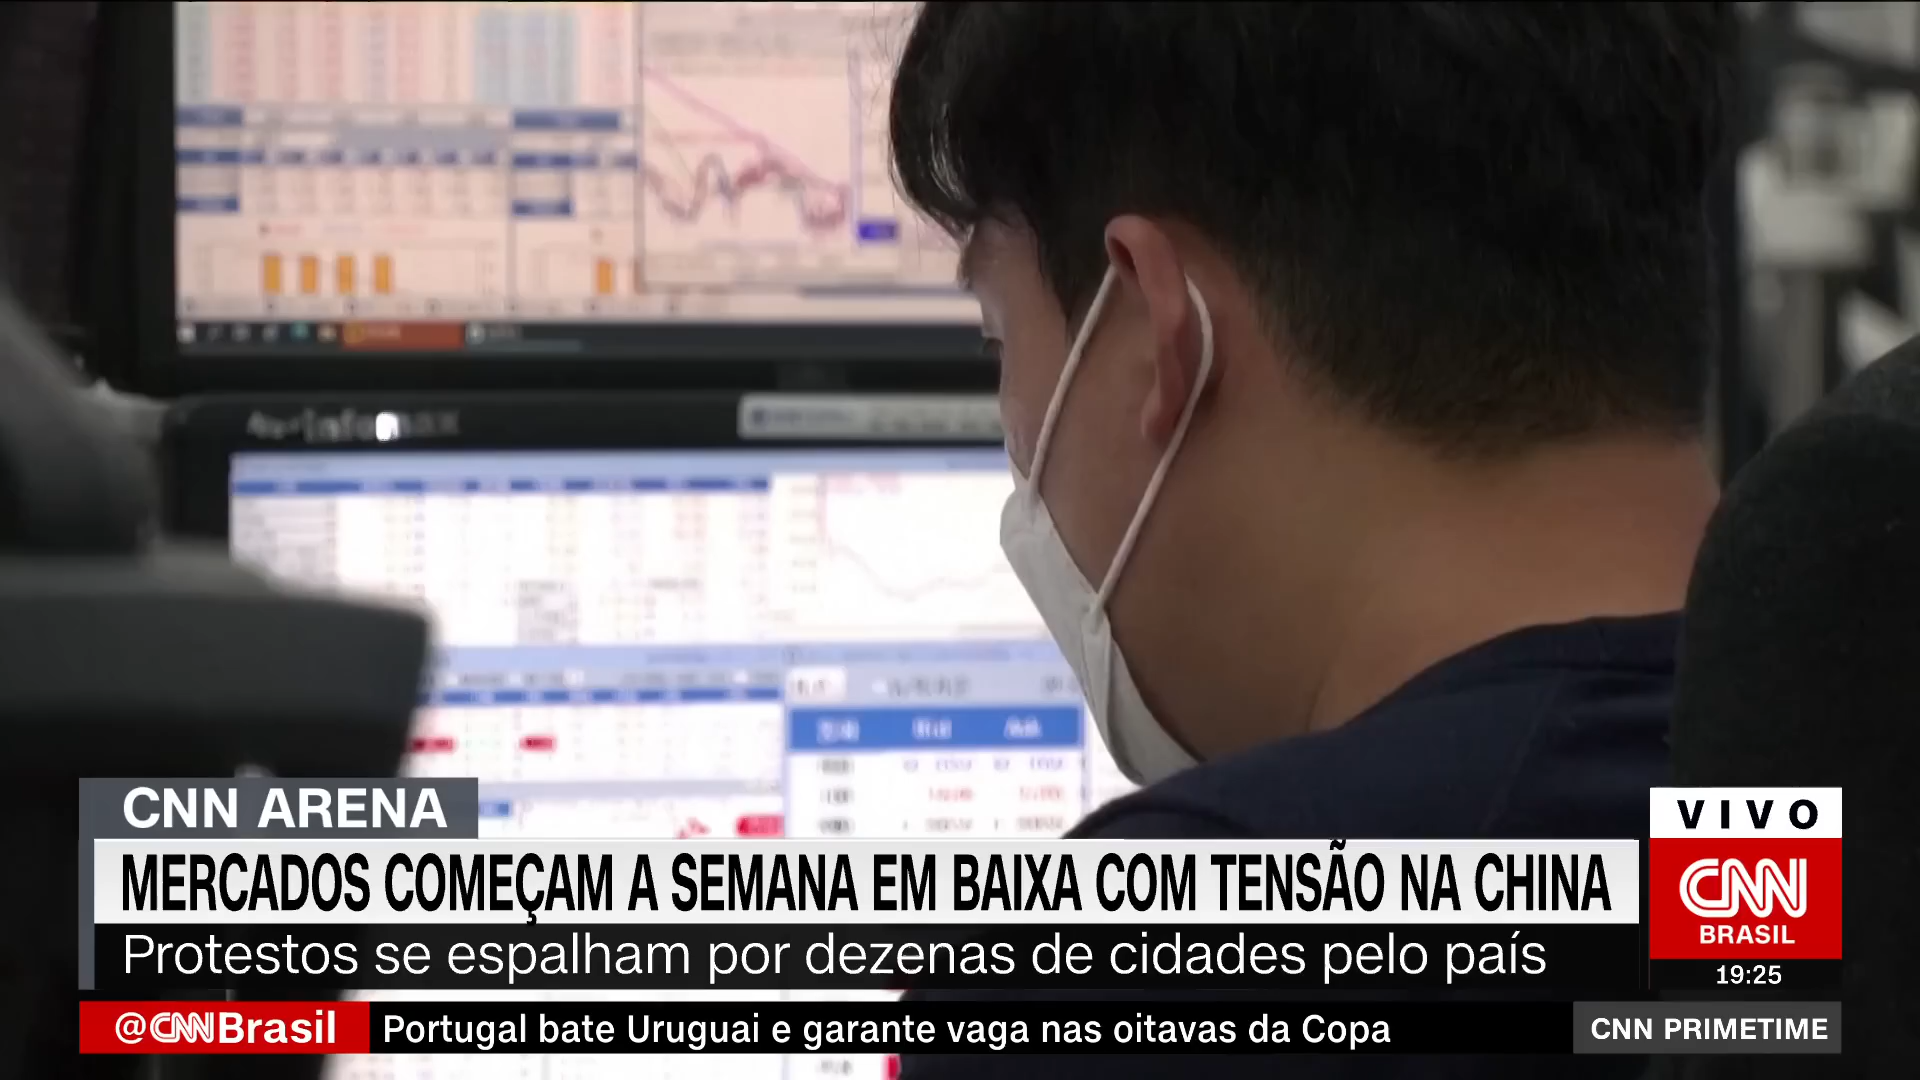 infomax
CNN ARENA
VIVO
MERCADOS COMEÇAM A SEMANA EM BAIXA COM TENSÃO NA CHINA
CNN
BRASIL
Protestos se espalham por dezenas de cidades pelo país
19:25
@CNNBrasil
Portugal bate Uruguai e garante vaga nas oitavas da Copa
CNN PRIMETIME